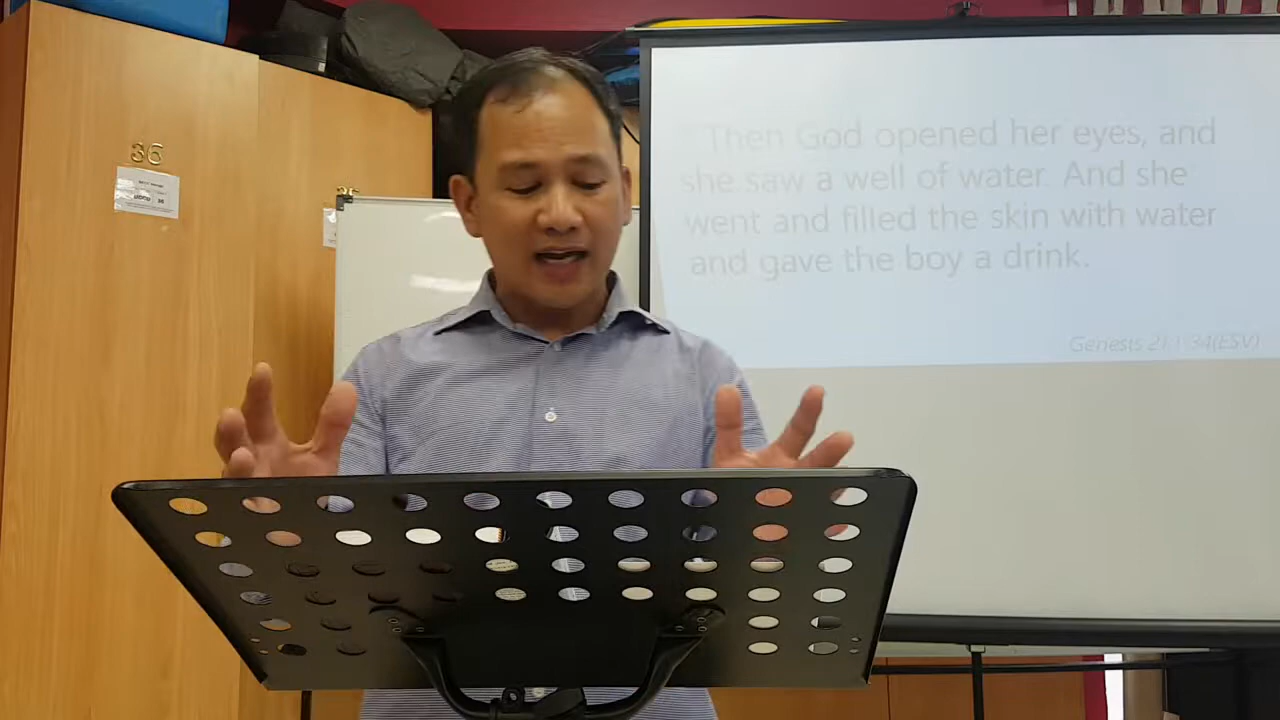 36
Then God opened her eyes, and
she saw a well of water. And she
went and filled the skin with water
and gave the boy a drink.
Genesis 21:1-34(ESV)